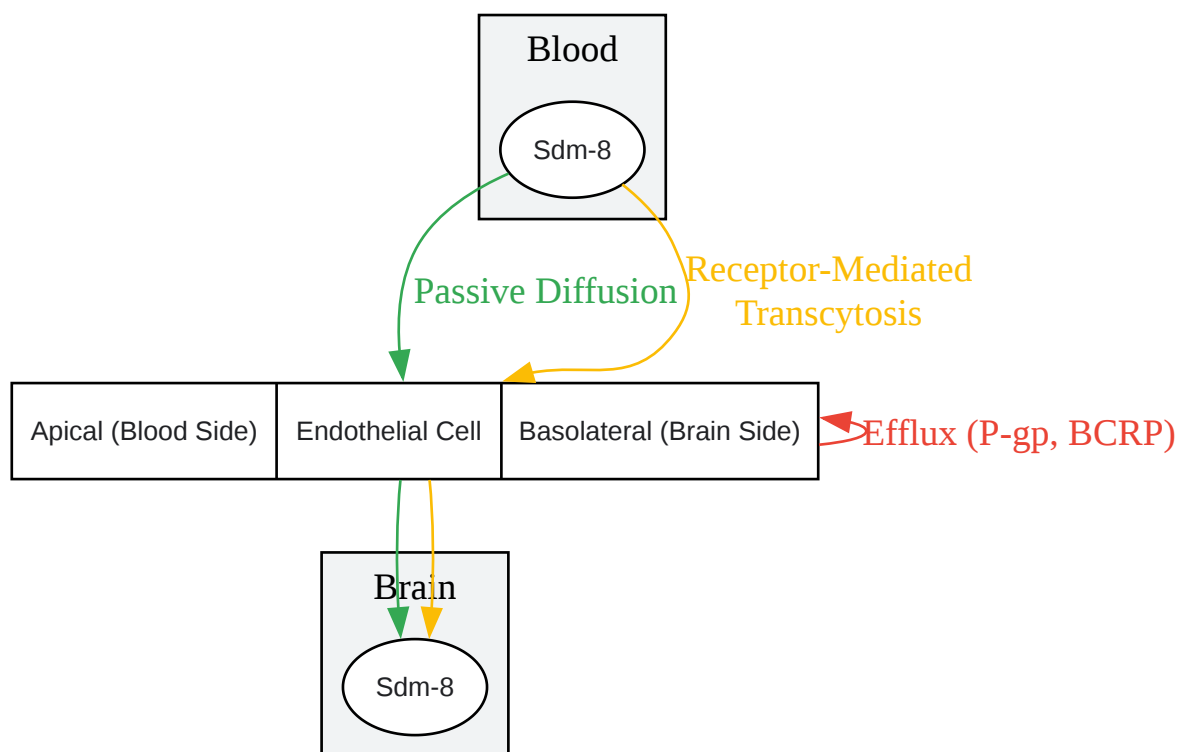 Blood
Sdm-8
Passive Diffusion
Receptor-Mediated
Transcytosis
Apical (Blood Side)
Endothelial Cell
Basolateral (Brain Side)
Efflux (P-gp, BCRP)
Brain
Sdm-8